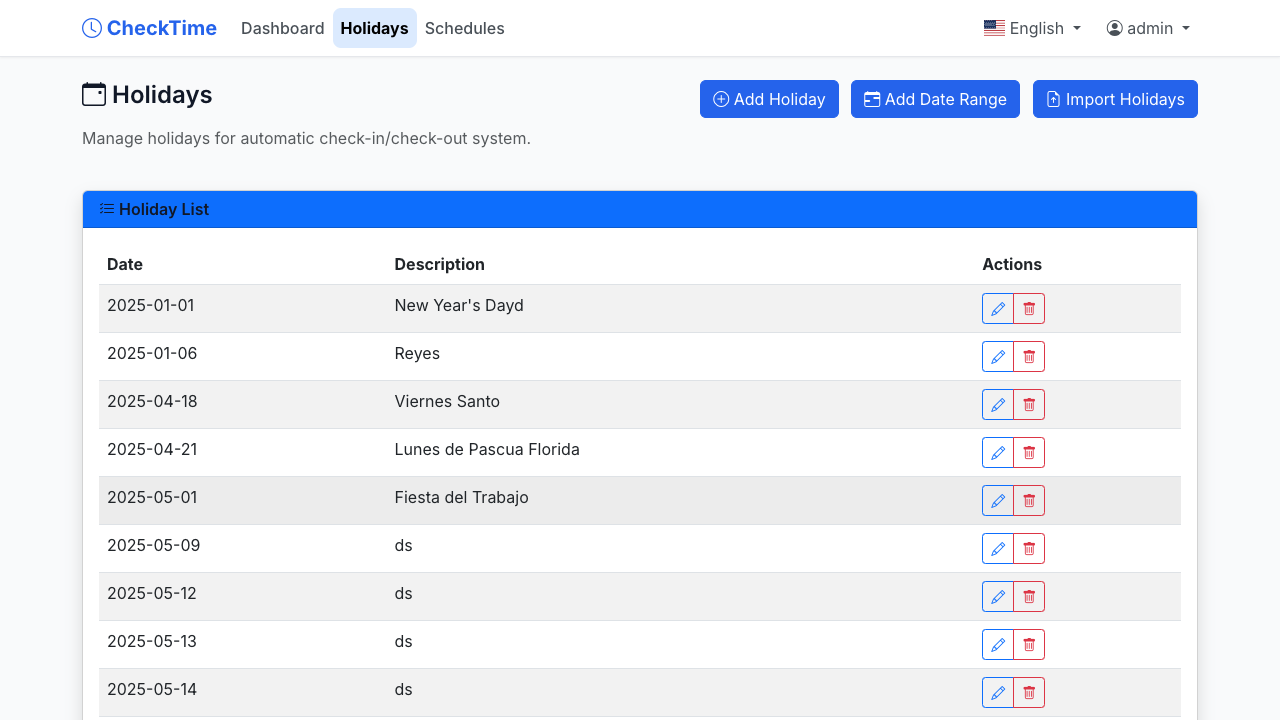 CheckTime Dashboard Holidays Schedules English admin
Holidays Add Holiday Add Date Range Import Holidays
Manage holidays for automatic check-in/check-out system.
Holiday List
Date Description Actions
2025-01-01 New Year's Dayd
2025-01-06 Reyes
2025-04-18 Viernes Santo
2025-04-21 Lunes de Pascua Florida
2025-05-01 Fiesta del Trabajo
2025-05-09 ds
2025-05-12 ds
2025-05-13 ds
2025-05-14 ds